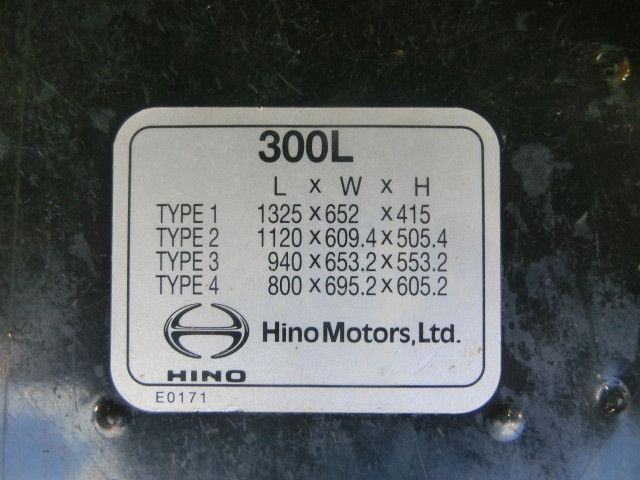 300L
L x W x H
TYPE 1 1325 x 652 x 415
TYPE 2 1120 x 609.4 x 505.4
TYPE 3 940 x 653.2 x 553.2
TYPE 4 800 x 695.2 x 605.2
Hino Motors, Ltd.
HINO
E0171